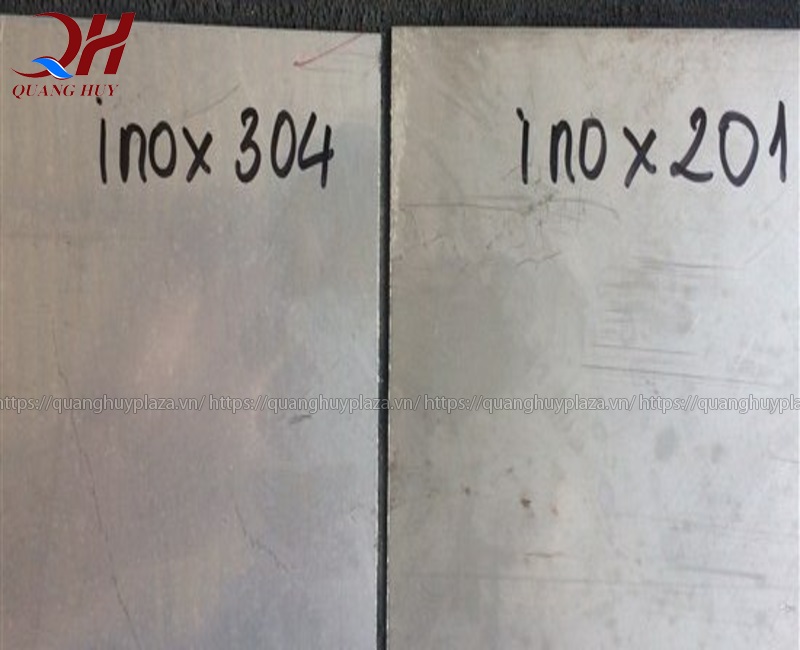 QH
QUANG HUY
inox 304
inox 201
https://quanghuyplaza.vn/ https://quanghuyplaza.vn/ https://quanghuyplaza.vn/ https://quanghuyplaza.vn/